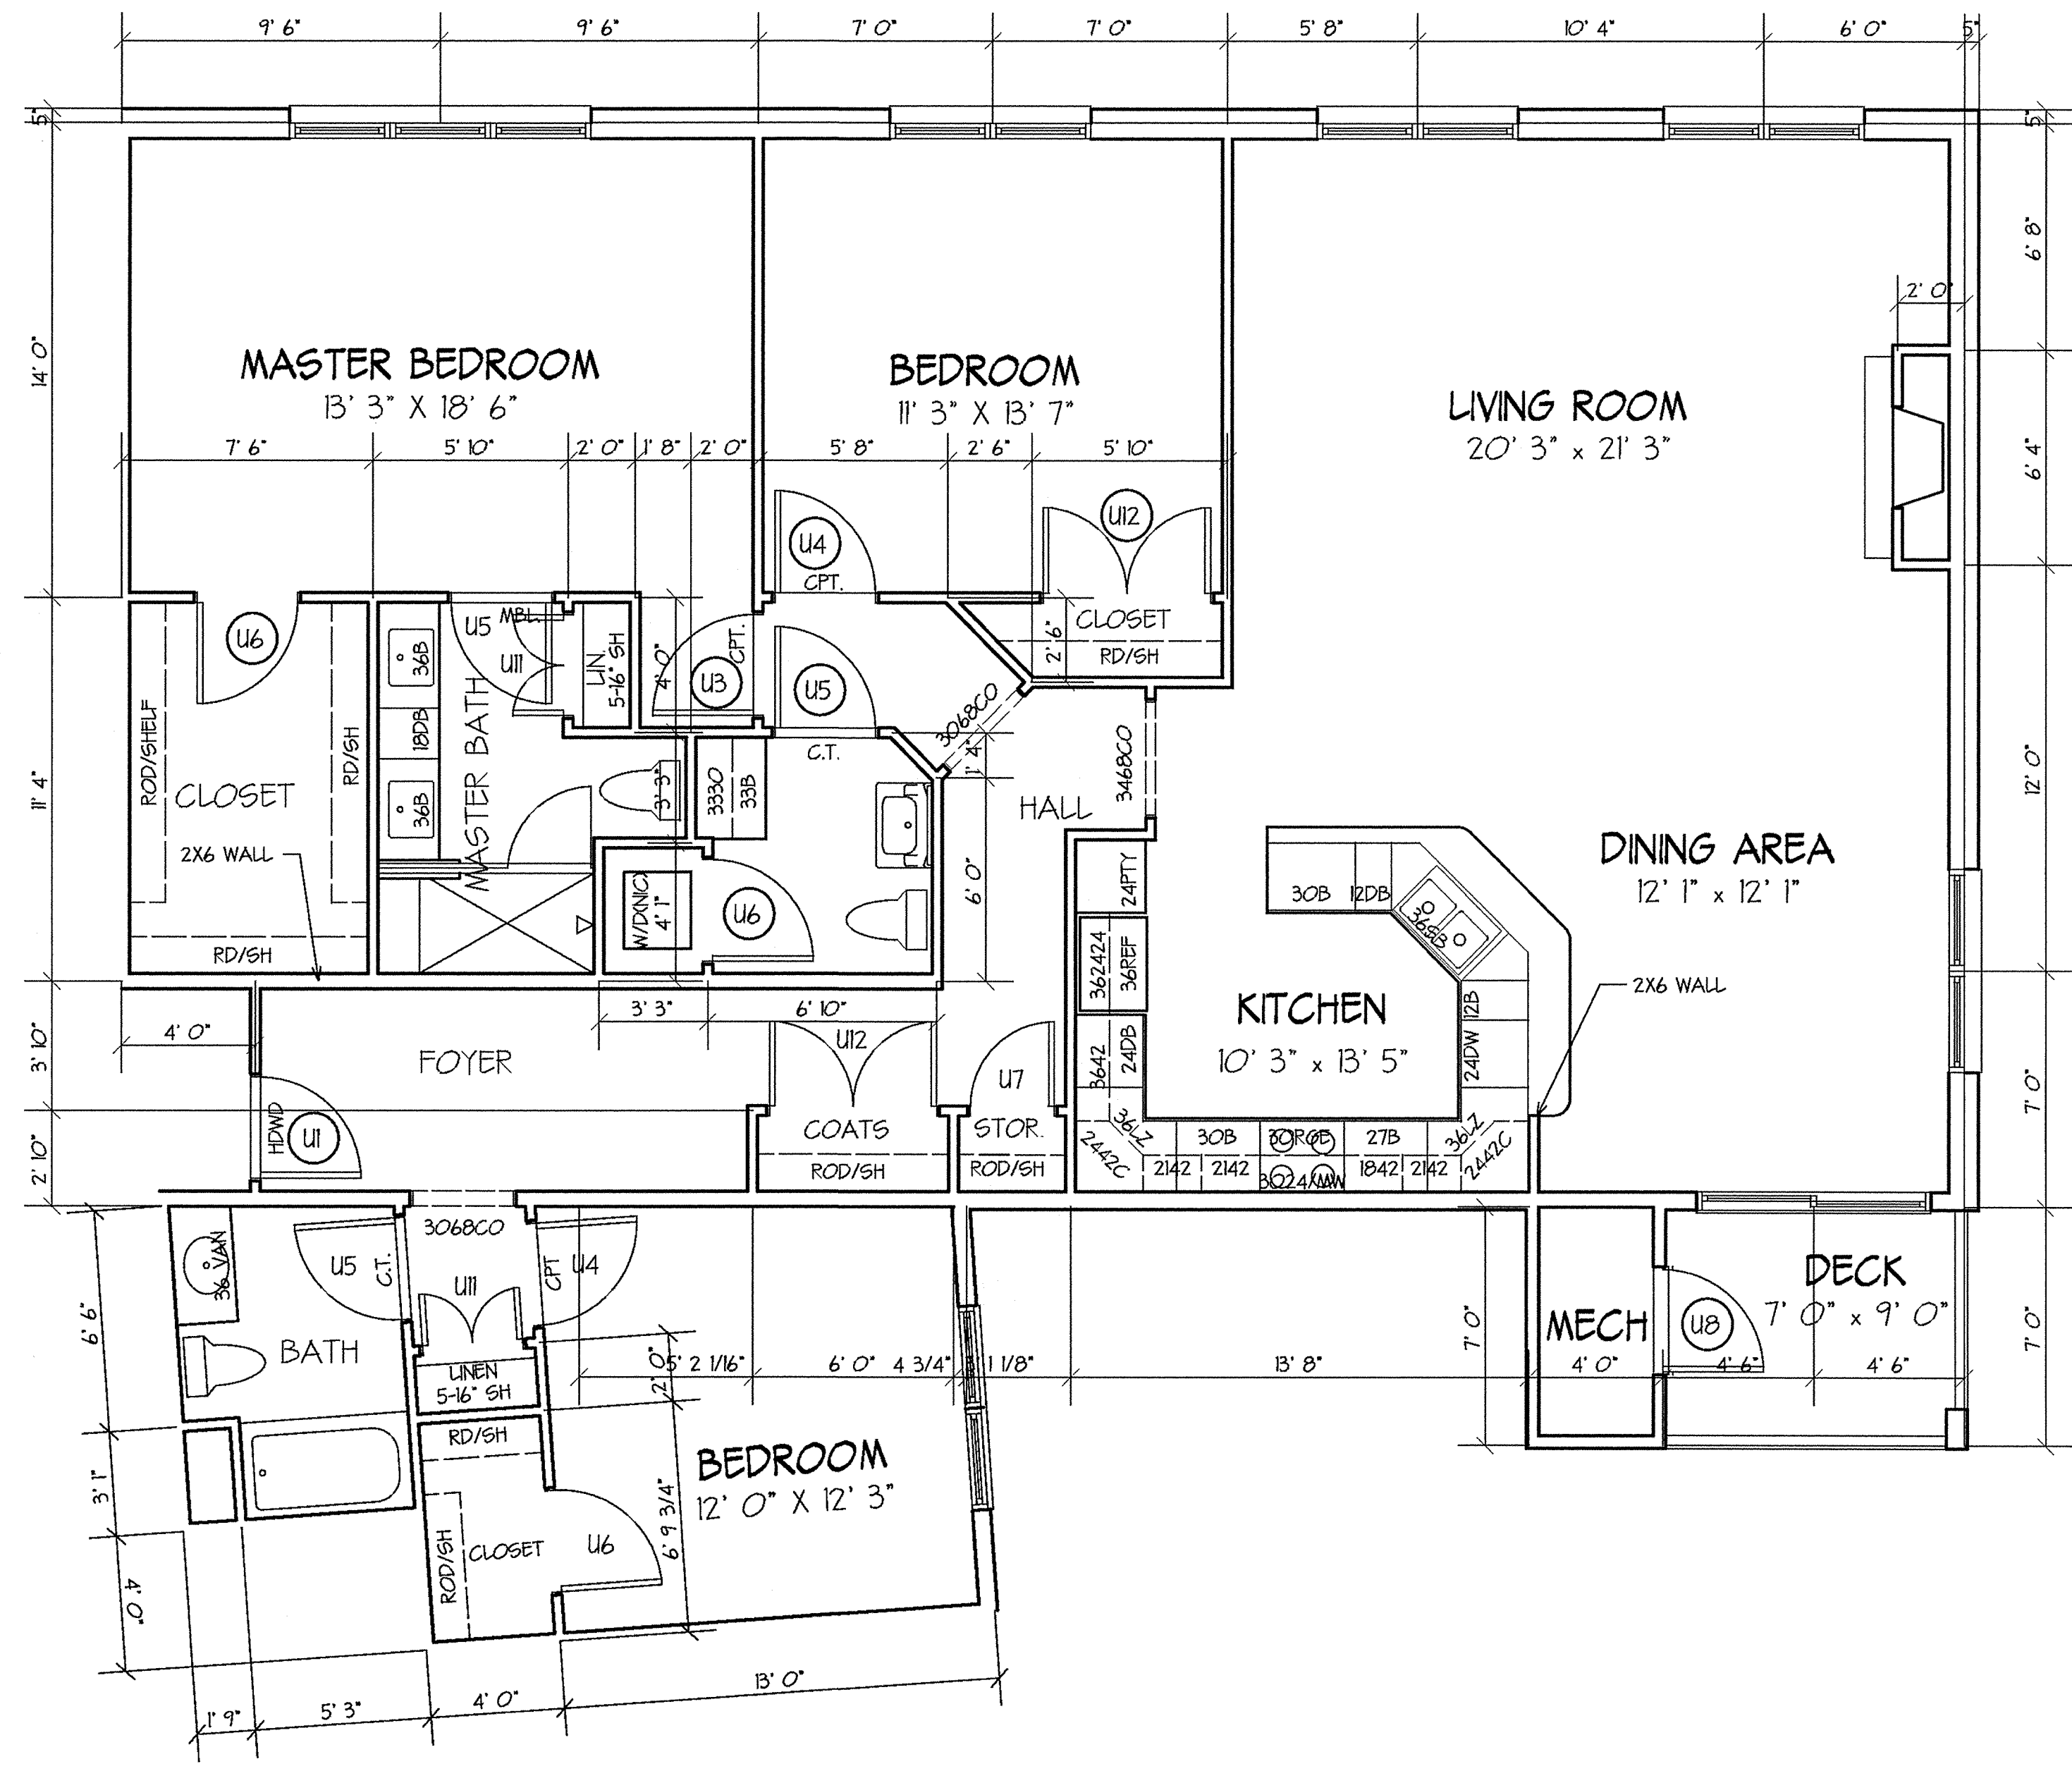 9' 6" 9' 6" 7' 0" 7' 0" 5' 8" 10' 4" 6' 0" 5"
5" 5"
6' 8"
2' 0"
14' 0"
MASTER BEDROOM
13' 3" X 18' 6"
BEDROOM
11' 3" X 13' 7"
LIVING ROOM
20' 3" x 21' 3"
7' 6" 5' 10" 2' 0" 1' 8" 2' 0" 5' 8" 2' 6" 5' 10"
6' 4"
U12
U4
CPT.
U6
U5
MBL.
U11
LIN.
5-16" SH
4' 0"
CPT.
U3
U5
CLOSET
2' 6"
RD/SH
36B
18DB
36B
MASTER BATH
ROD/SHELF
RD/SH
CLOSET
11' 4"
2X6 WALL
RD/SH
3' 3"
3330
33B
C.T.
3068CO
1' 4"
HALL
3468CO
12' 0"
6' 0"
W/D(NIC)
4' 1"
U6
24PTY
30B 12DB
36SB
DINING AREA
12' 1" x 12' 1"
362424
36REF
2X6 WALL
KITCHEN
10' 3" x 13' 5"
12B
24DW
3642
24DB
3' 3" 6' 10"
4' 0"
3' 10"
FOYER
U12
U7
7' 0"
HDWD
U1
COATS
ROD/SH
STOR.
ROD/SH
36LZ
2442C
30B 30RGE 27B
36LZ
2442C
2142 2142 3024XMW 1842 2142
2' 10"
3068CO
36 VAN
U5
C.T.
U11
CPT
U4
6' 6"
BATH
LINEN
5-16" SH
2' 0"
5' 2 1/16" 6' 0" 4 3/4" 1 1/8" 13' 8" 4' 0" 4' 6" 4' 6"
7' 0"
MECH
U8
DECK
7' 0" x 9' 0"
7' 0"
RD/SH
BEDROOM
12' 0" X 12' 3"
3' 1"
6' 9 3/4"
ROD/SH
CLOSET
U6
4' 0"
1' 9" 5' 3" 4' 0" 13' 0"